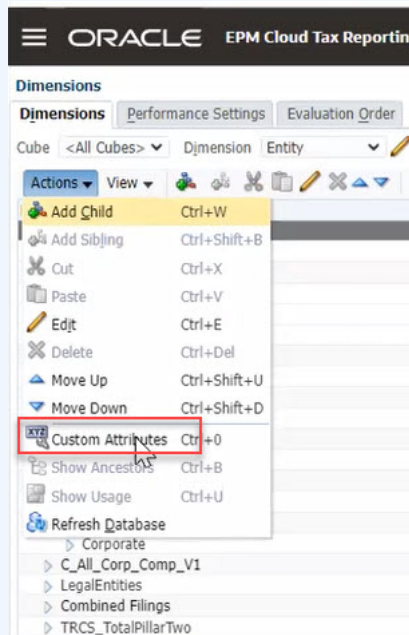 ORACLE EPM Cloud Tax Reportin
Dimensions
Dimensions Performance Settings Evaluation Order
Cube <All Cubes> Dimension Entity
Actions View
Add Child Ctrl+W
Add Sibling Ctrl+Shift+B
Cut Ctrl+X
Paste Ctrl+V
Edit Ctrl+E
Delete Ctrl+Del
Move Up Ctrl+Shift+U
Move Down Ctrl+Shift+D
XYZ Custom Attributes Ctrl+0
Show Ancestors Ctrl+B
Show Usage Ctrl+U
Refresh Database
Corporate
C_All_Corp_Comp_V1
LegalEntities
Combined Filings
TRCS_TotalPillarTwo